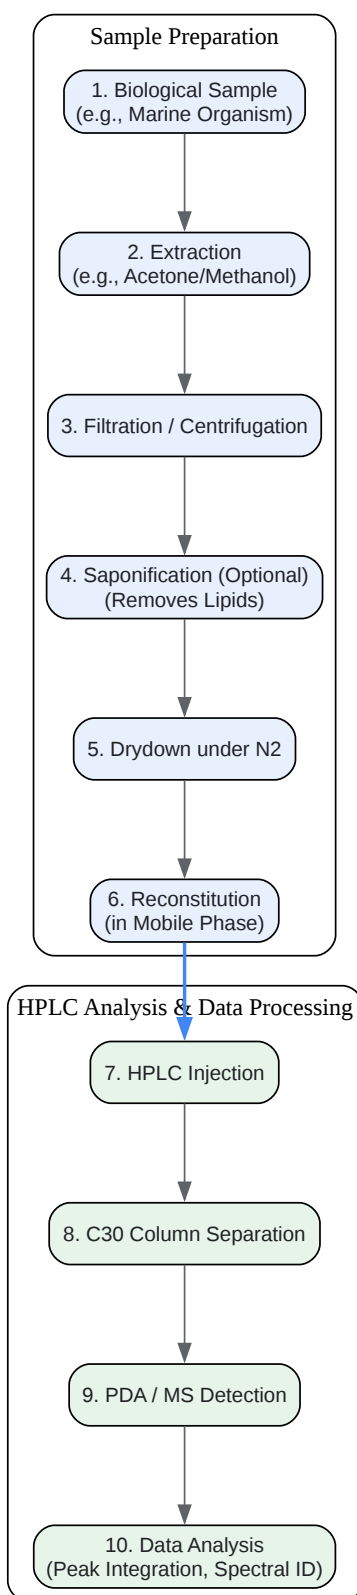 Sample Preparation
1. Biological Sample
(e.g., Marine Organism)
2. Extraction
(e.g., Acetone/Methanol)
3. Filtration / Centrifugation
4. Saponification (Optional)
(Removes Lipids)
5. Drydown under N2
6. Reconstitution
(in Mobile Phase)
HPLC Analysis & Data Processing
7. HPLC Injection
8. C30 Column Separation
9. PDA / MS Detection
10. Data Analysis
(Peak Integration, Spectral ID)